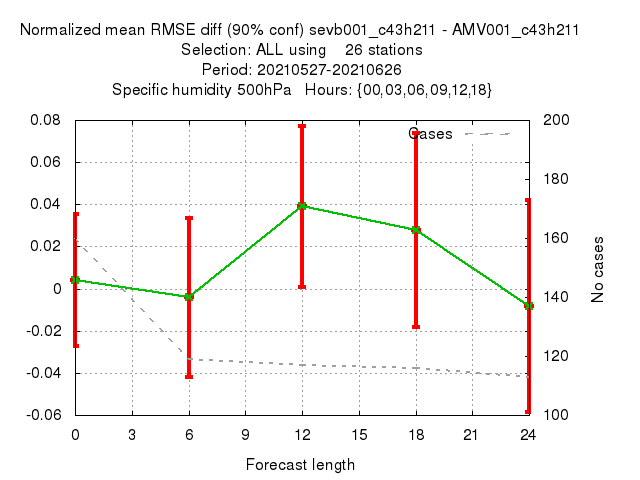 Normalized mean RMSE diff (90% conf) sevb001_c43h211 - AMV001_c43h211
Selection: ALL using 26 stations
Period: 20210527-20210626
Specific humidity 500hPa Hours: {00,03,06,09,12,18}
Cases
0.08
0.06
0.04
0.02
0
-0.02
-0.04
-0.06
200
180
160
140
120
100
No cases
0 3 6 9 12 15 18 21 24
Forecast length